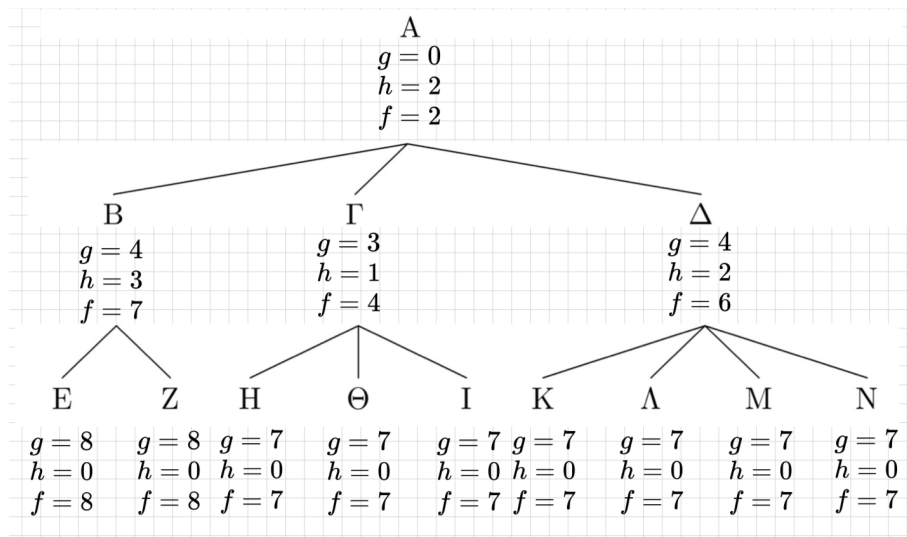 Α
g = 0
h = 2
f = 2
Β Γ Δ
g = 4 g = 3 g = 4
h = 3 h = 1 h = 2
f = 7 f = 4 f = 6
Ε Ζ Η Θ Ι Κ Λ Μ Ν
g = 8 g = 8 g = 7 g = 7 g = 7 g = 7 g = 7 g = 7 g = 7
h = 0 h = 0 h = 0 h = 0 h = 0 h = 0 h = 0 h = 0 h = 0
f = 8 f = 8 f = 7 f = 7 f = 7 f = 7 f = 7 f = 7 f = 7